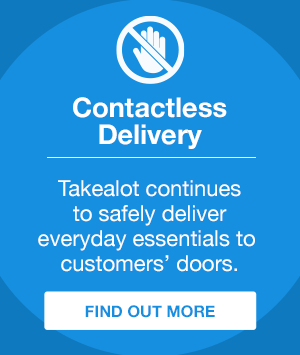 Contactless
Delivery
Takealot continues
to safely deliver
everyday essentials to
customers’ doors.
FIND OUT MORE